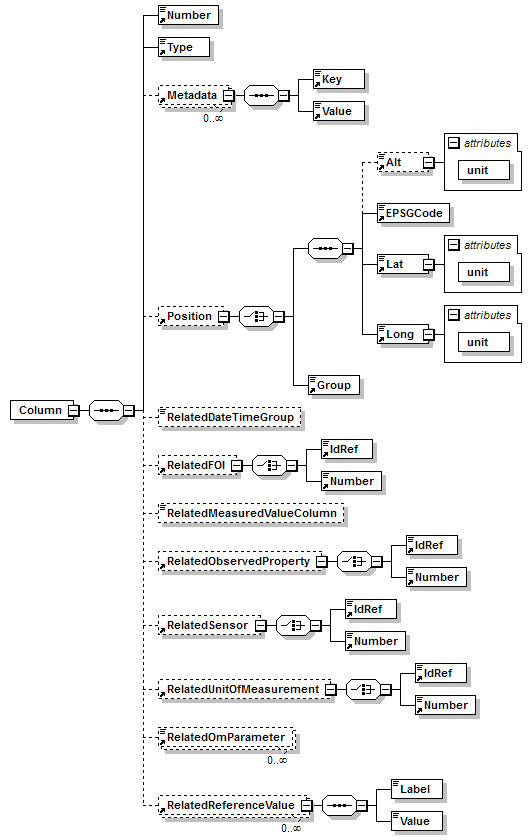 Number
Type
Metadata
0..∞
Key
Value
Alt
attributes
unit
EPSGCode
Lat
attributes
unit
Long
attributes
unit
Position
Group
Column
RelatedDateTimeGroup
RelatedFOI
IdRef
Number
RelatedMeasuredValueColumn
RelatedObservedProperty
IdRef
Number
RelatedSensor
IdRef
Number
RelatedUnitOfMeasurement
IdRef
Number
RelatedOmParameter
0..∞
RelatedReferenceValue
0..∞
Label
Value